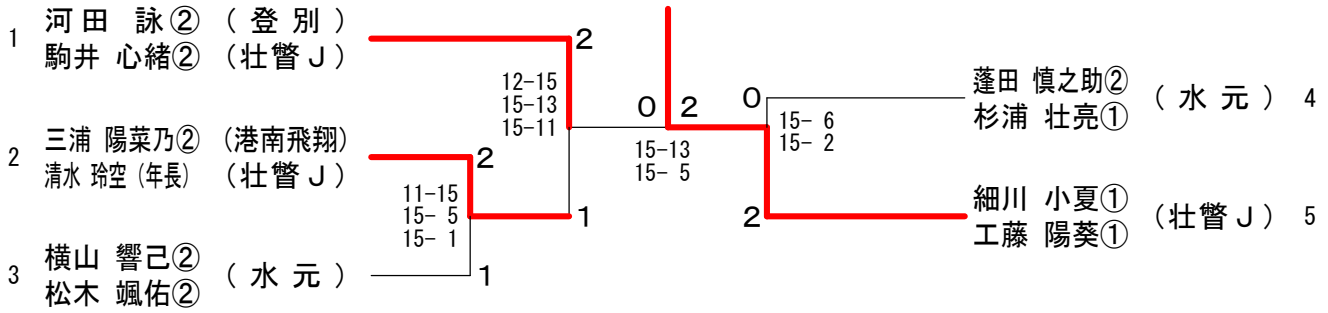 1 河田 詠② (登別)
駒井 心緒② (壮瞥J)
2 三浦 陽菜乃② (港南飛翔)
清水 玲空(年長) (壮瞥J)
3 横山 響己② (水元)
松木 颯佑②
2
12-15
15-13
15-11
2
11-15
15- 5
15- 1
1
1
0 2
15-13
15- 5
0
15- 6
15- 2
2
蓬田 慎之助② (水元) 4
杉浦 壮亮①
細川 小夏① (壮瞥J) 5
工藤 陽葵①